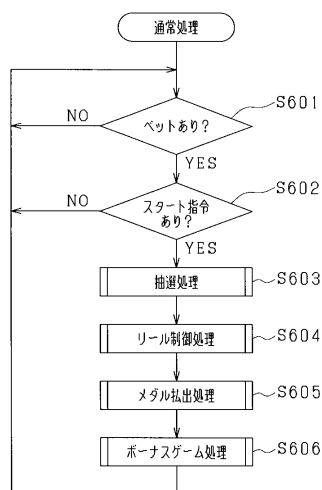 通常処理
S601
NO
ベットあり?
YES
S602
NO
スタート指令
あり?
YES
抽選処理
S603
リール制御処理
S604
メダル払出処理
S605
ボーナスゲーム処理
S606